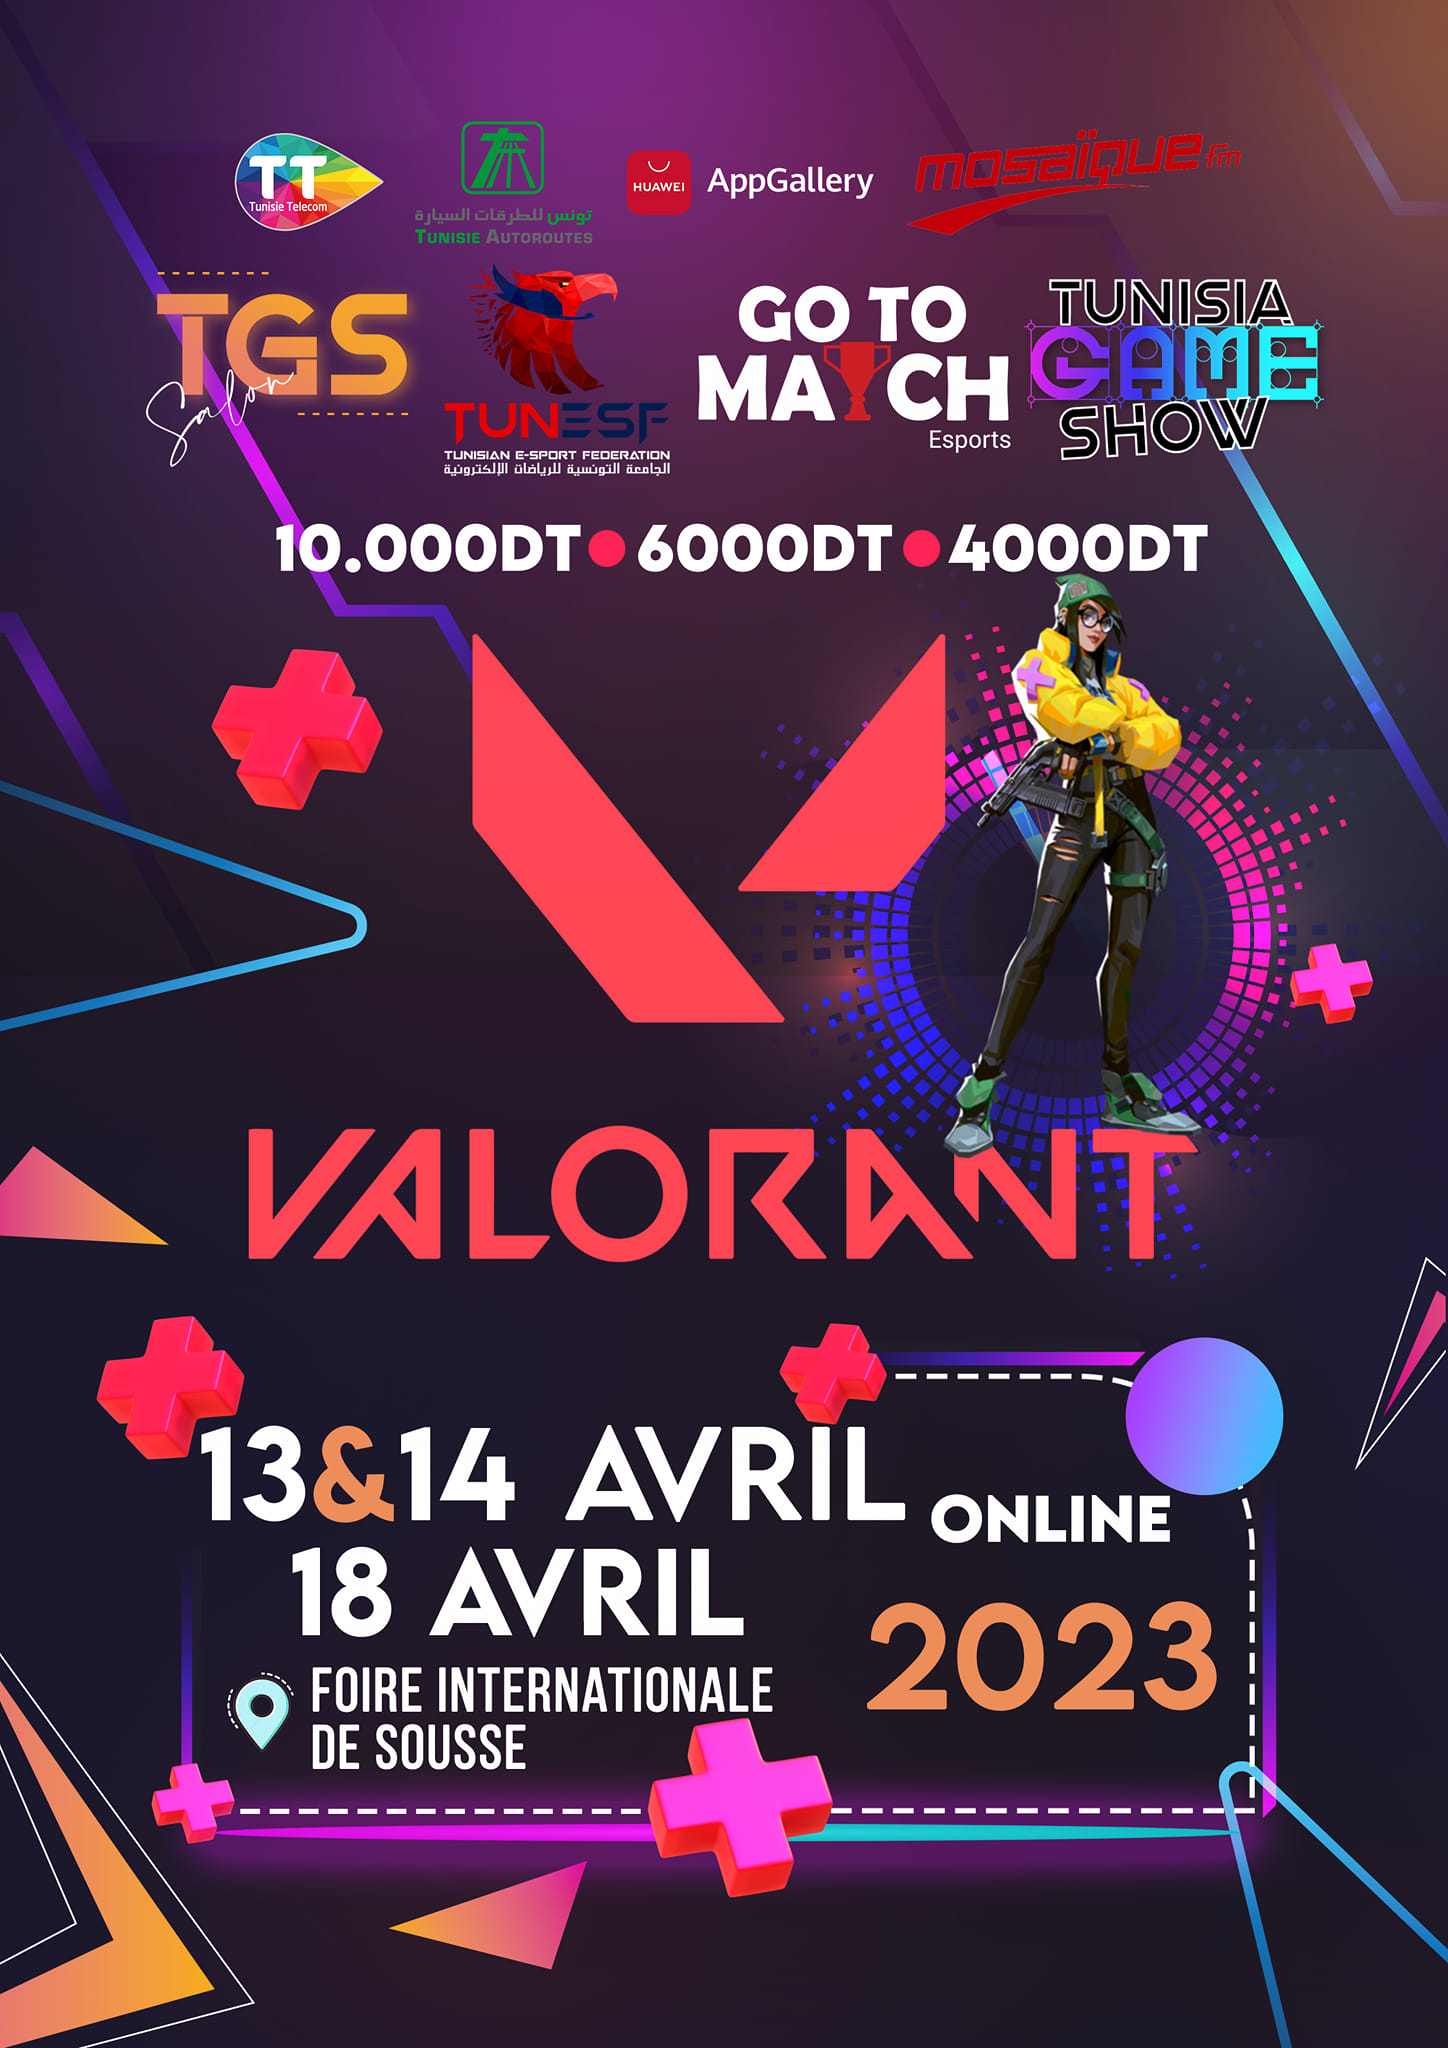 TT
Tunisie Telecom
تونس للطرقات السيارة
TUNISIE AUTOROUTES
HUAWEI
AppGallery
mosaïque fm
TGS
Salon
TUNESF
TUNISIAN E-SPORT FEDERATION
الجامعة التونسية للرياضات الإلكترونية
GO TO
MATCH
Esports
TUNISIA
GAME
SHOW
10.000DT • 6000DT • 4000DT
VALORANT
13&14 AVRIL ONLINE
18 AVRIL
2023
FOIRE INTERNATIONALE
DE SOUSSE